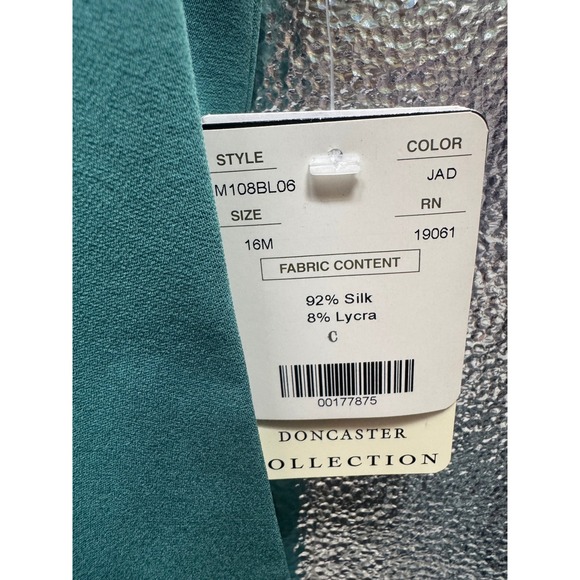 STYLE COLOR
M108BL06 JAD
SIZE RN
16M 19061
FABRIC CONTENT
92% Silk
8% Lycra
C
00177875
DONCASTER
OLLECTION